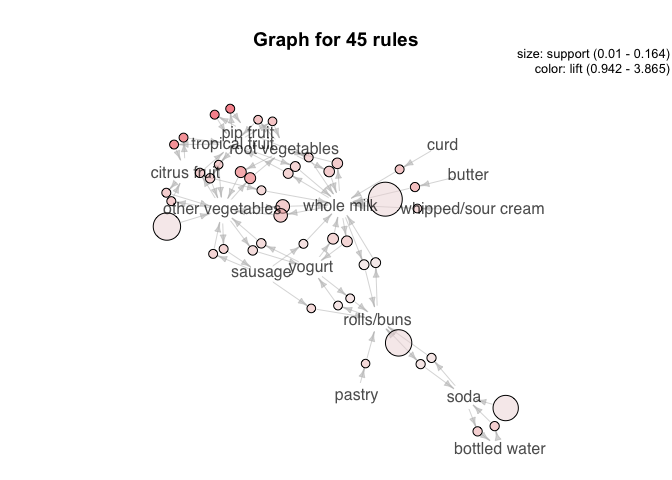 Graph for 45 rules
size: support (0.01 - 0.164)
color: lift (0.942 - 3.865)
pip fruit
tropical fruit
root vegetables
curd
citrus fruit
butter
other vegetables
whole milk
whipped/sour cream
sausage
yogurt
rolls/buns
pastry
soda
bottled water